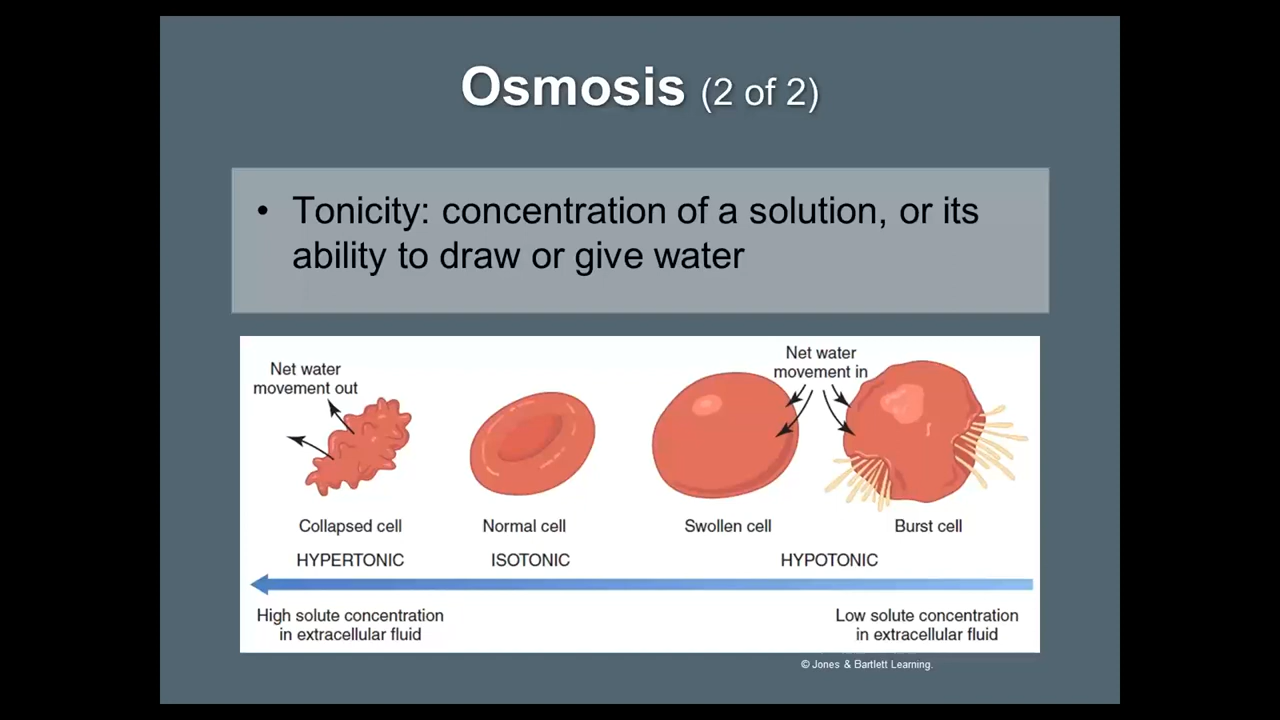 Osmosis (2 of 2)
• Tonicity: concentration of a solution, or its
ability to draw or give water
Net water
movement out
Net water
movement in
Collapsed cell
Normal cell
Swollen cell
Burst cell
HYPERTONIC
ISOTONIC
HYPOTONIC
High solute concentration
in extracellular fluid
Low solute concentration
in extracellular fluid
© Jones & Bartlett Learning.